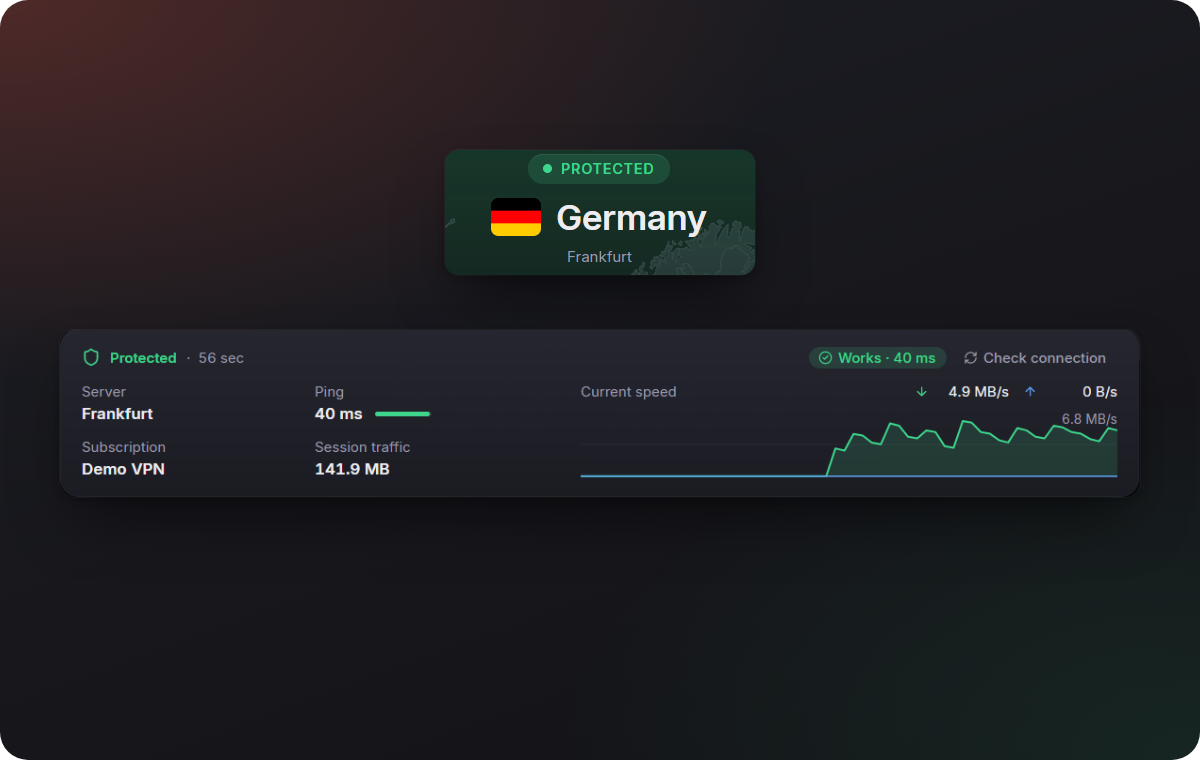 PROTECTED
Germany
Frankfurt
Protected · 56 sec
Works · 40 ms
Check connection
Server
Frankfurt
Ping
40 ms
Current speed
4.9 MB/s
0 B/s
6.8 MB/s
Subscription
Demo VPN
Session traffic
141.9 MB